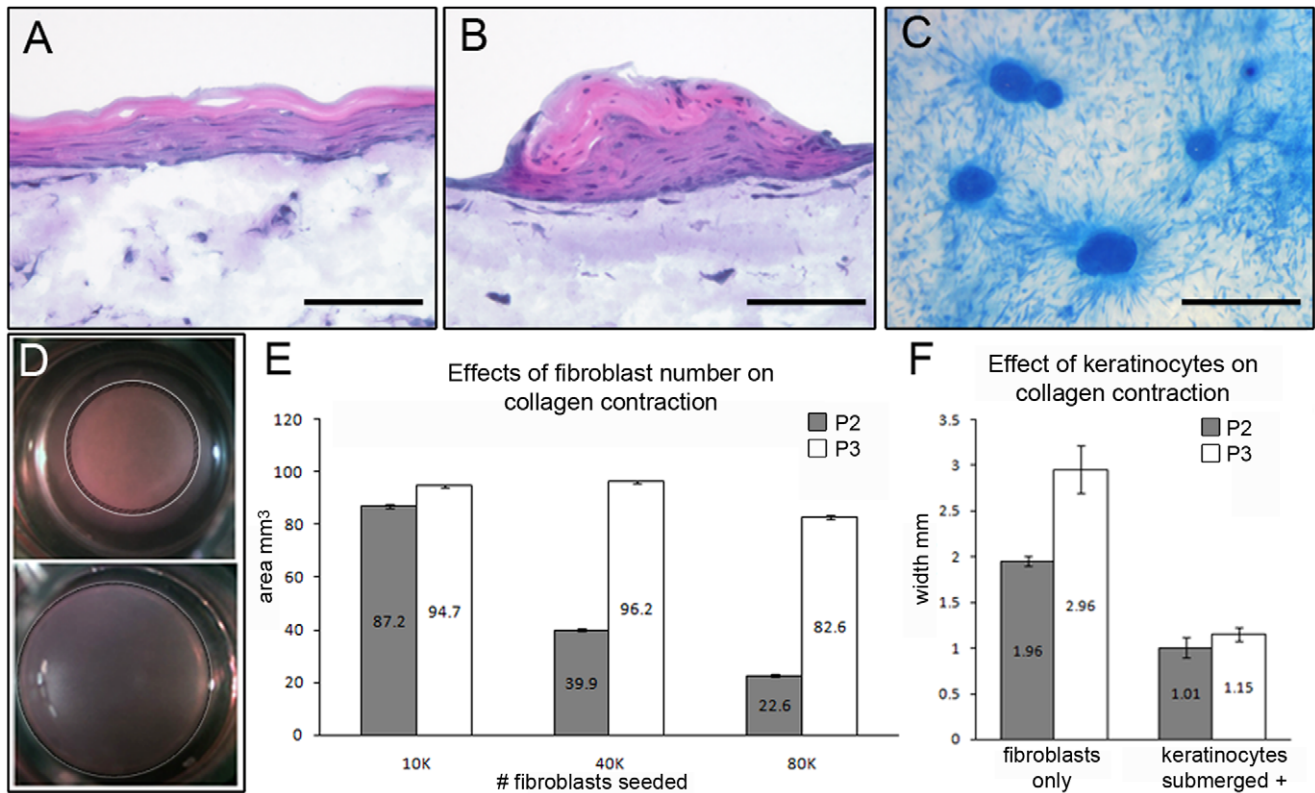 A
B
C
D
E
Effects of fibroblast number on
collagen contraction
P2
P3
120
100
80
60
40
20
0
area mm3
87.2
94.7
39.9
96.2
22.6
82.6
10K
40K
80K
# fibroblasts seeded
F
Effect of keratinocytes on
collagen contraction
P2
P3
3.5
3
2.5
2
1.5
1
0.5
0
width mm
1.96
2.96
1.01
1.15
fibroblasts
only
keratinocytes
submerged +